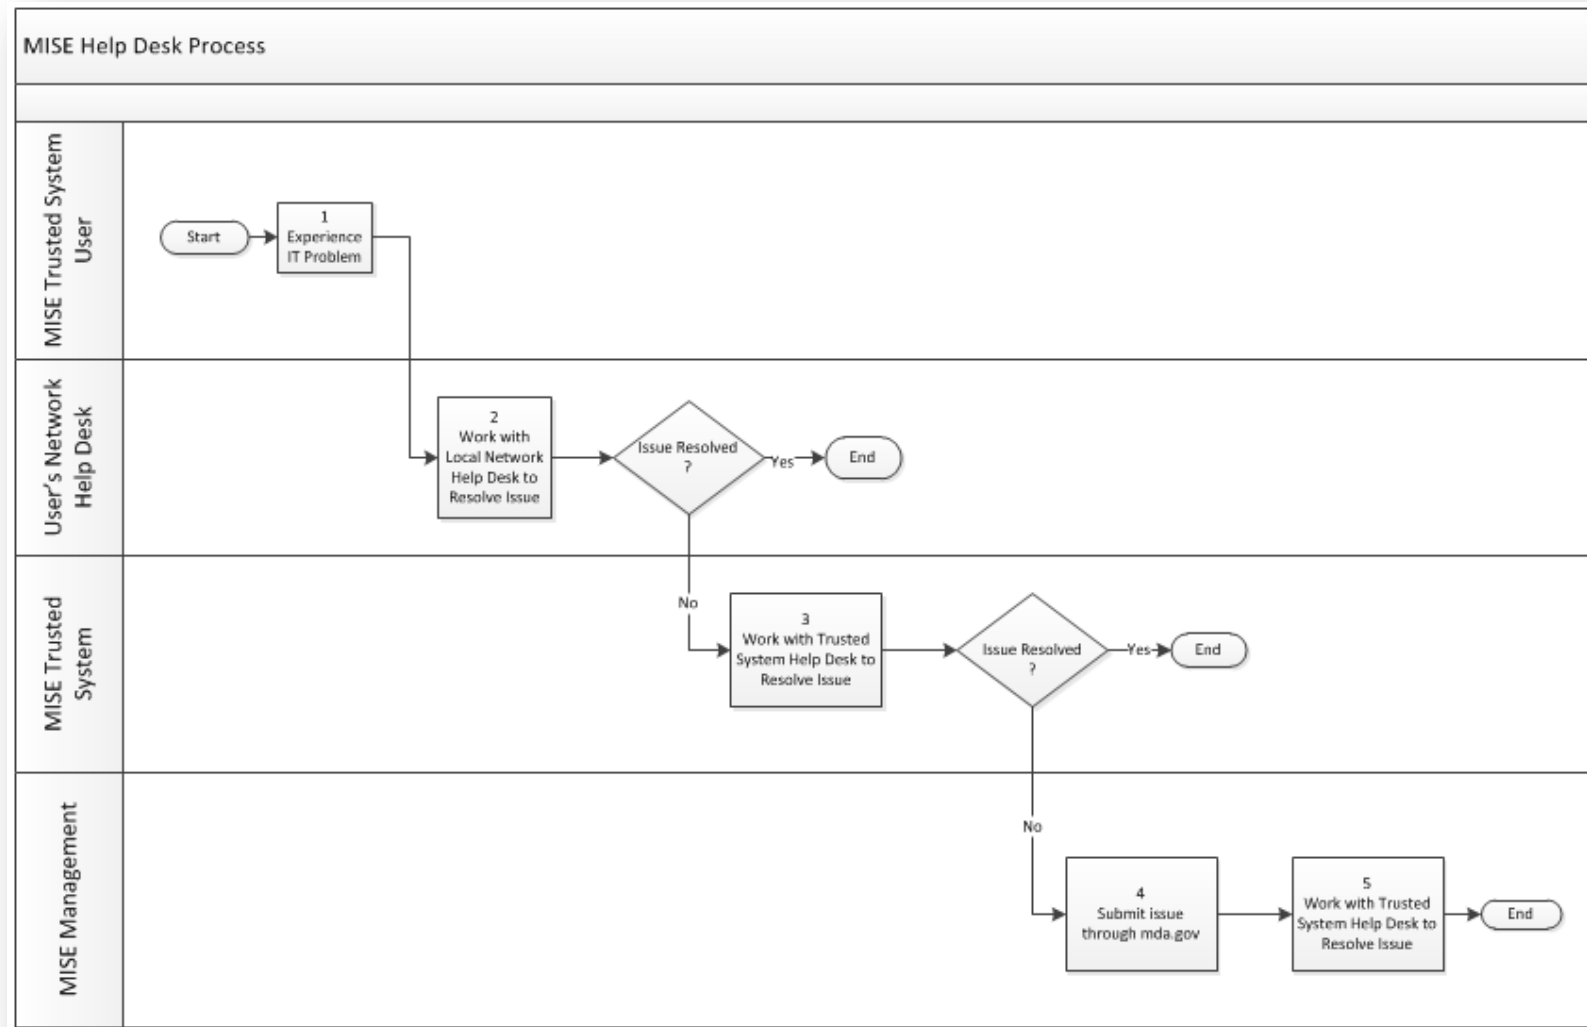 MISE Help Desk Process
MISE Trusted System
User
Start
1
Experience
IT Problem
User's Network
Help Desk
2
Work with
Local Network
Help Desk to
Resolve Issue
Issue Resolved
?
Yes
End
MISE Trusted
System
No
3
Work with Trusted
System Help Desk to
Resolve Issue
Issue Resolved
?
Yes
End
MISE Management
No
4
Submit issue
through mda.gov
5
Work with Trusted
System Help Desk to
Resolve Issue
End